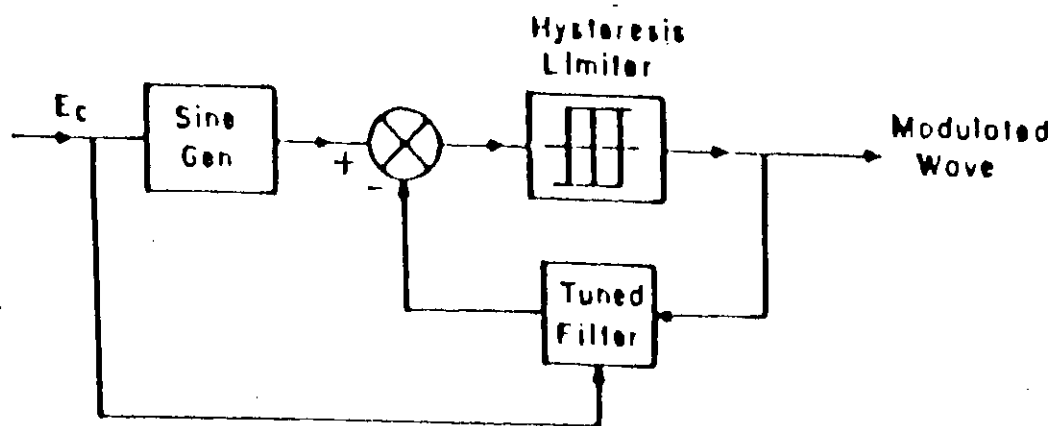 Hysteresis
Limiter
Ec
Sine
Gen
+
-
Modulated
Wave
Tuned
Filter